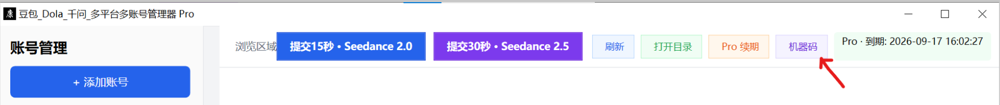 豆包_Dola_千问_多平台多账号管理器 Pro
账号管理
+ 添加账号
浏览区域
提交15秒 • Seedance 2.0
提交30秒 • Seedance 2.5
刷新
打开目录
Pro 续期
机器码
Pro · 到期: 2026-09-17 16:02:27